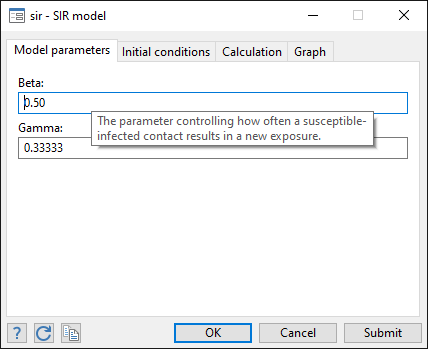 sir - SIR model
Model parameters Initial conditions Calculation Graph
Beta:
0.50
The parameter controlling how often a susceptible-
infected contact results in a new exposure.
Gamma:
0.33333
? OK Cancel Submit